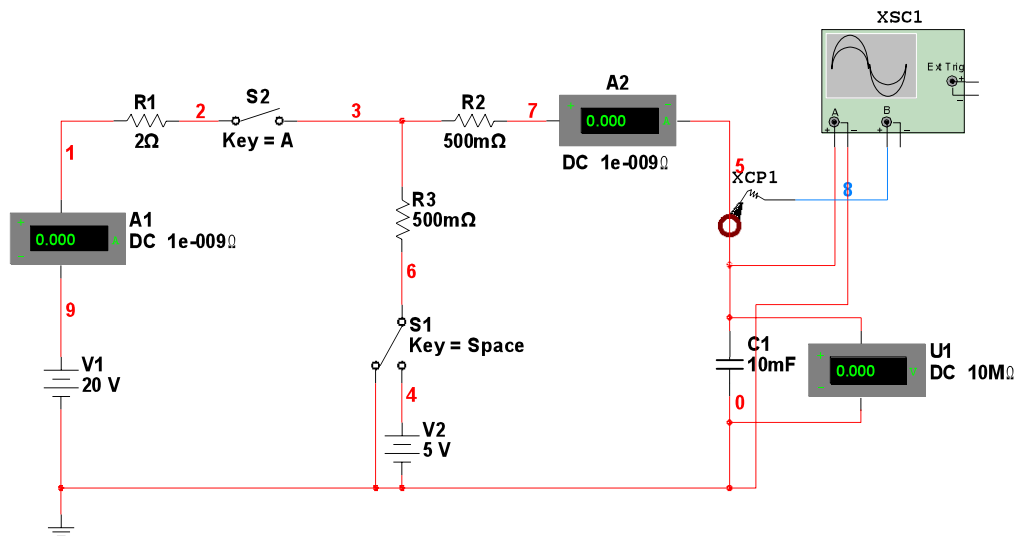 XSC1
Ext Trig
+
−
A
B
+ − + −
R1
2Ω
2
S2
Key = A
3
R2
500mΩ
7
A2
+ −
0.000 A
DC 1e-009Ω
1
5
XCP1
8
R3
500mΩ
A1
DC 1e-009Ω
+
0.000 A
−
6
9
S1
Key = Space
V1
20 V
C1
10mF
U1
DC 10MΩ
+
0.000 V
−
4
0
V2
5 V